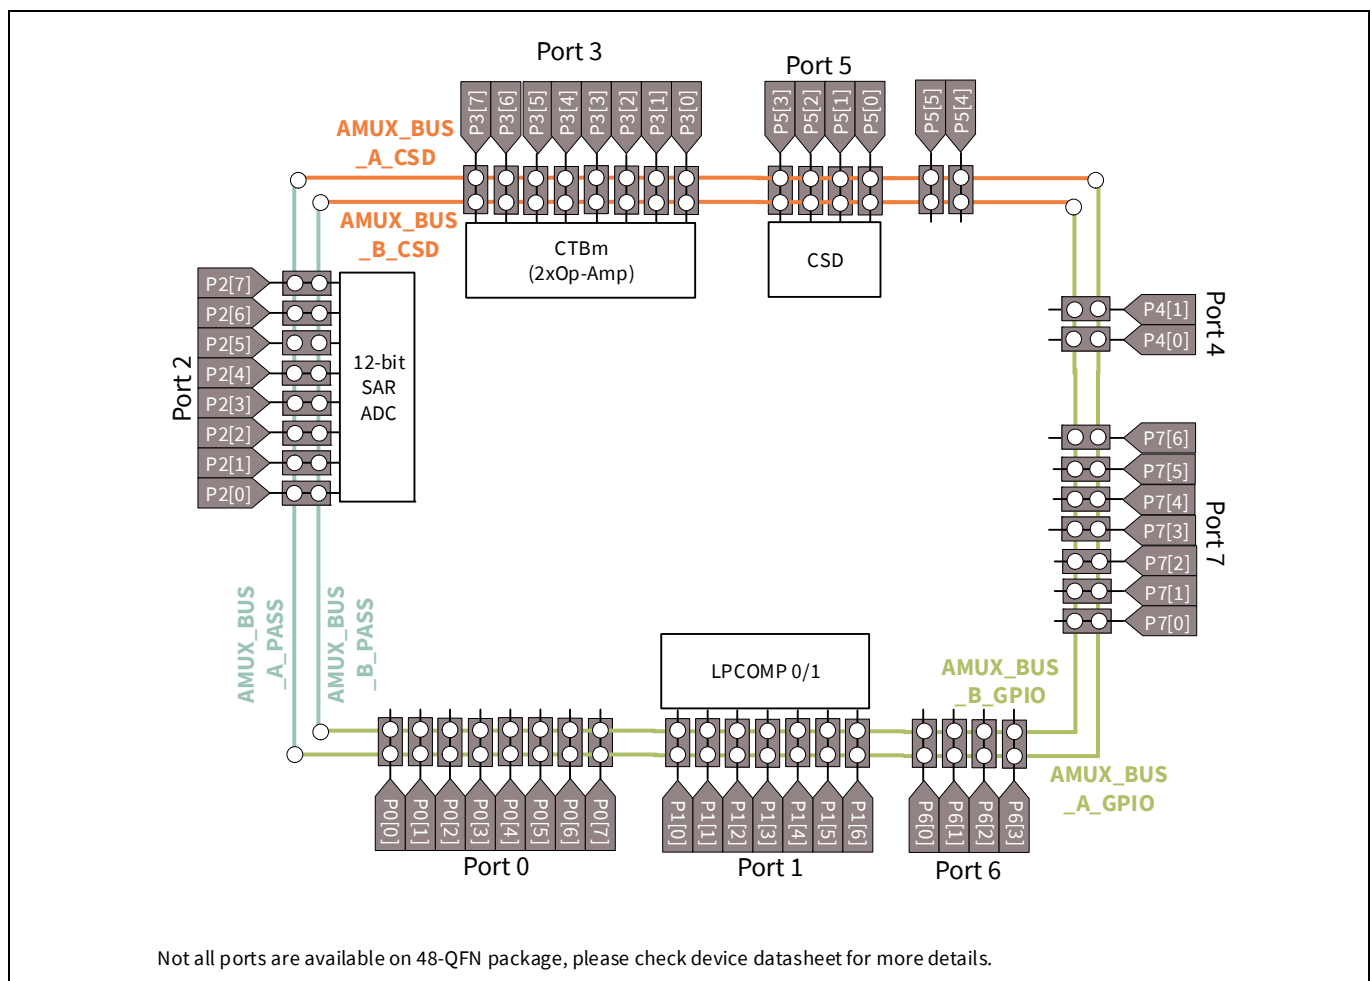 Port 3
Port 5
P3[7]
P3[6]
P3[5]
P3[4]
P3[3]
P3[2]
P3[1]
P3[0]
P5[3]
P5[2]
P5[1]
P5[0]
P5[5]
P5[4]
AMUX_BUS
_A_CSD
AMUX_BUS
_B_CSD
CTBm
(2xOp-Amp)
CSD
Port 2
P2[7]
P2[6]
P2[5]
P2[4]
P2[3]
P2[2]
P2[1]
P2[0]
12-bit
SAR
ADC
P4[1]
P4[0]
Port 4
P7[6]
P7[5]
P7[4]
P7[3]
P7[2]
P7[1]
P7[0]
Port 7
AMUX_BUS
_A_PASS
AMUX_BUS
_B_PASS
LPCOMP 0/1
AMUX_BUS
_B_GPIO
AMUX_BUS
_A_GPIO
P0[0]
P0[1]
P0[2]
P0[3]
P0[4]
P0[5]
P0[6]
P0[7]
P1[0]
P1[1]
P1[2]
P1[3]
P1[4]
P1[5]
P1[6]
P6[0]
P6[1]
P6[2]
P6[3]
Port 0
Port 1
Port 6
Not all ports are available on 48-QFN package, please check device datasheet for more details.